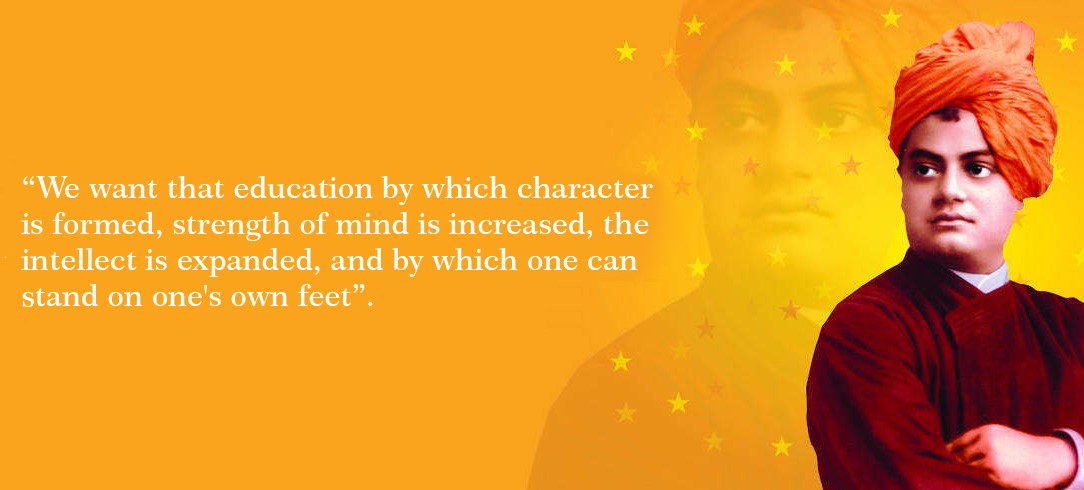 “We want that education by which character
is formed, strength of mind is increased, the
intellect is expanded, and by which one can
stand on one's own feet”.